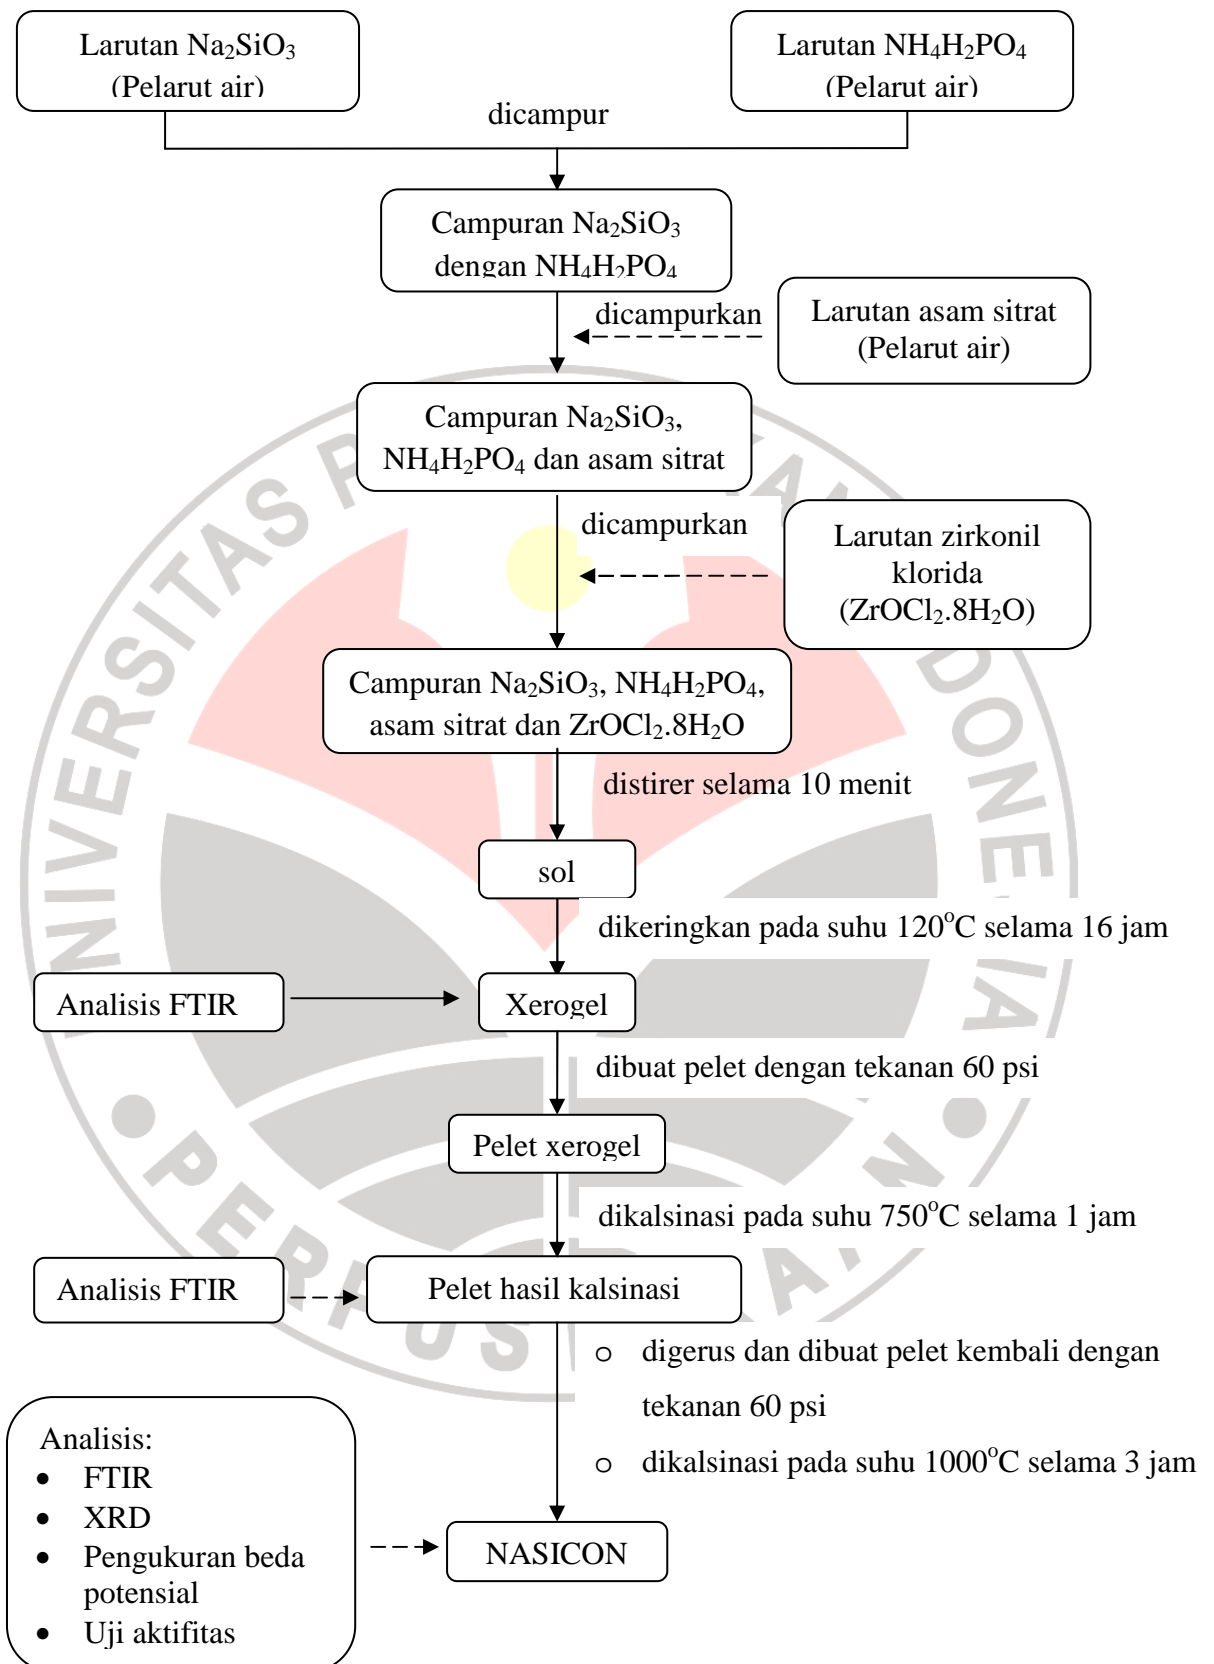 Larutan Na₂SiO₃
(Pelarut air)
Larutan NH₄H₂PO₄
(Pelarut air)
dicampur
Campuran Na₂SiO₃
dengan NH₄H₂PO₄
dicampurkan
Larutan asam sitrat
(Pelarut air)
Campuran Na₂SiO₃,
NH₄H₂PO₄ dan asam sitrat
dicampurkan
Larutan zirkonil
klorida
(ZrOCl₂.8H₂O)
Campuran Na₂SiO₃, NH₄H₂PO₄,
asam sitrat dan ZrOCl₂.8H₂O
distirer selama 10 menit
sol
dikeringkan pada suhu 120°C selama 16 jam
Analisis FTIR
Xerogel
dibuat pelet dengan tekanan 60 psi
Pelet xerogel
dikalsinasi pada suhu 750°C selama 1 jam
Analisis FTIR
Pelet hasil kalsinasi
o digerus dan dibuat pelet kembali dengan
tekanan 60 psi
o dikalsinasi pada suhu 1000°C selama 3 jam
Analisis:
• FTIR
• XRD
• Pengukuran beda
potensial
• Uji aktifitas
NASICON